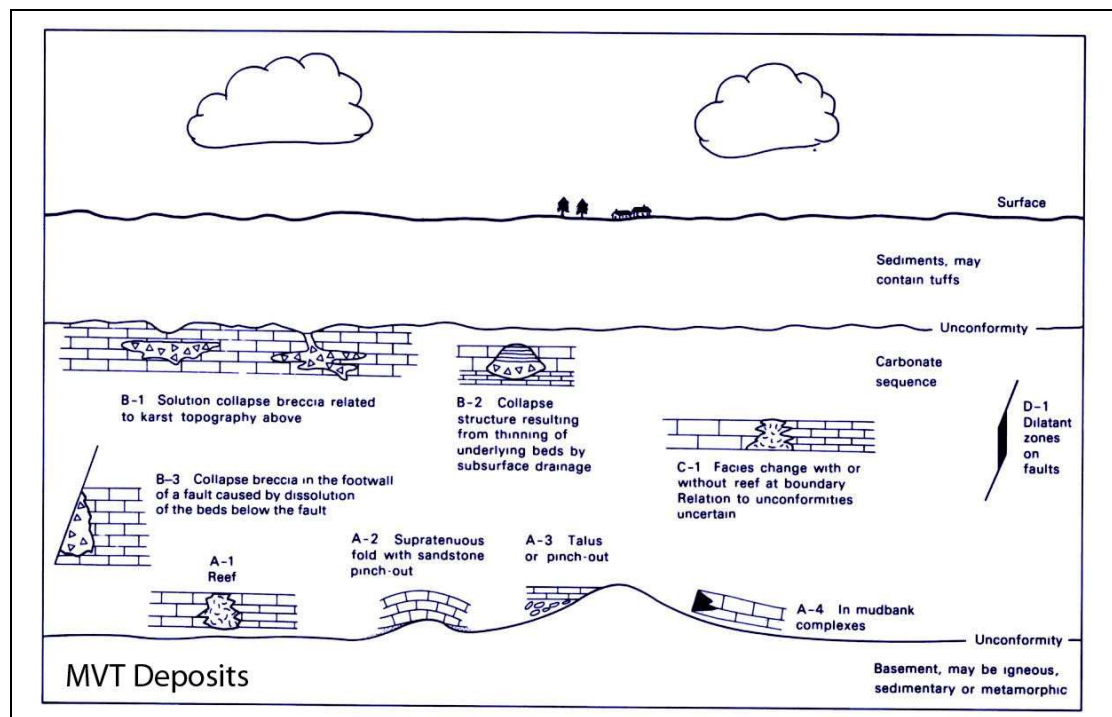 Surface
Sediments, may
contain tuffs
Unconformity
Carbonate
sequence
B-1 Solution collapse breccia related
to karst topography above
B-2 Collapse
structure resulting
from thinning of
underlying beds by
subsurface drainage
D-1
Dilatant
zones
on
faults
C-1 Facies change with or
without reef at boundary
Relation to unconformities
uncertain
B-3 Collapse breccia in the footwall
of a fault caused by dissolution
of the beds below the fault
A-1
Reef
A-2 Supratenuous
fold with sandstone
pinch-out
A-3 Talus
or pinch-out
A-4 In mudbank
complexes
Unconformity
Basement, may be igneous,
sedimentary or metamorphic
MVT Deposits